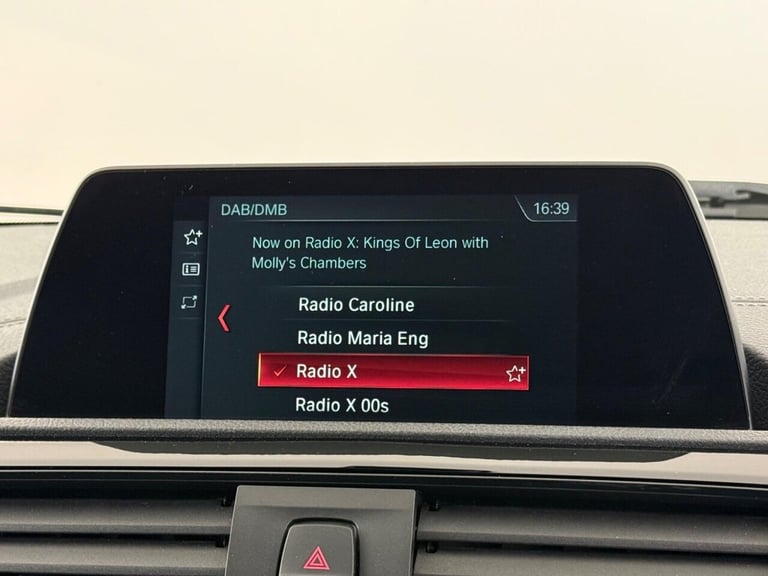 DAB/DMB
16:39
Now on Radio X: Kings Of Leon with
Molly's Chambers
Radio Caroline
Radio Maria Eng
Radio X
Radio X 00s